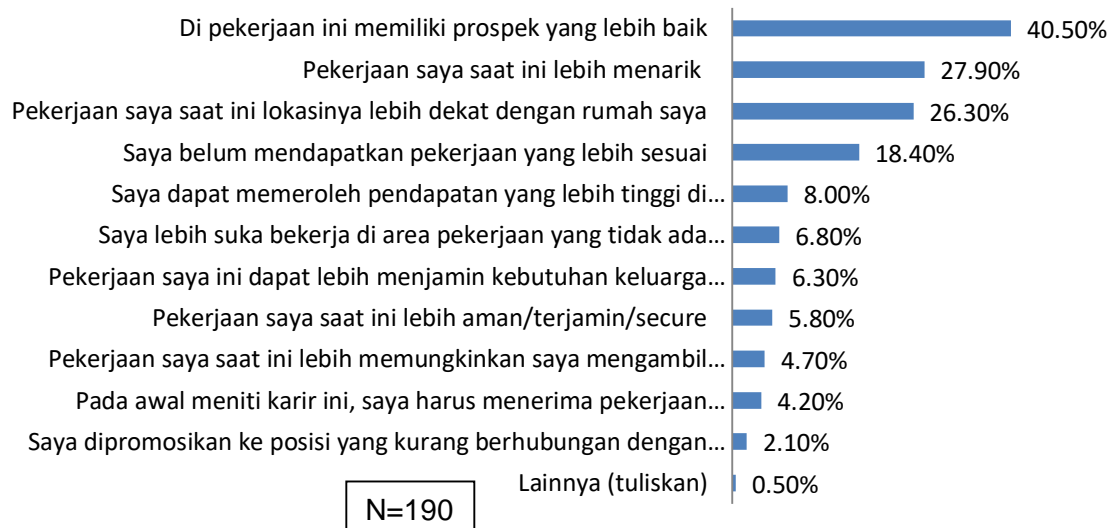 Di pekerjaan ini memiliki prospek yang lebih baik 40.50%
Pekerjaan saya saat ini lebih menarik 27.90%
Pekerjaan saya saat ini lokasinya lebih dekat dengan rumah saya 26.30%
Saya belum mendapatkan pekerjaan yang lebih sesuai 18.40%
Saya dapat memeroleh pendapatan yang lebih tinggi di... 8.00%
Saya lebih suka bekerja di area pekerjaan yang tidak ada... 6.80%
Pekerjaan saya ini dapat lebih menjamin kebutuhan keluarga... 6.30%
Pekerjaan saya saat ini lebih aman/terjamin/secure 5.80%
Pekerjaan saya saat ini lebih memungkinkan saya mengambil... 4.70%
Pada awal meniti karir ini, saya harus menerima pekerjaan... 4.20%
Saya dipromosikan ke posisi yang kurang berhubungan dengan... 2.10%
Lainnya (tuliskan) 0.50%
N=190